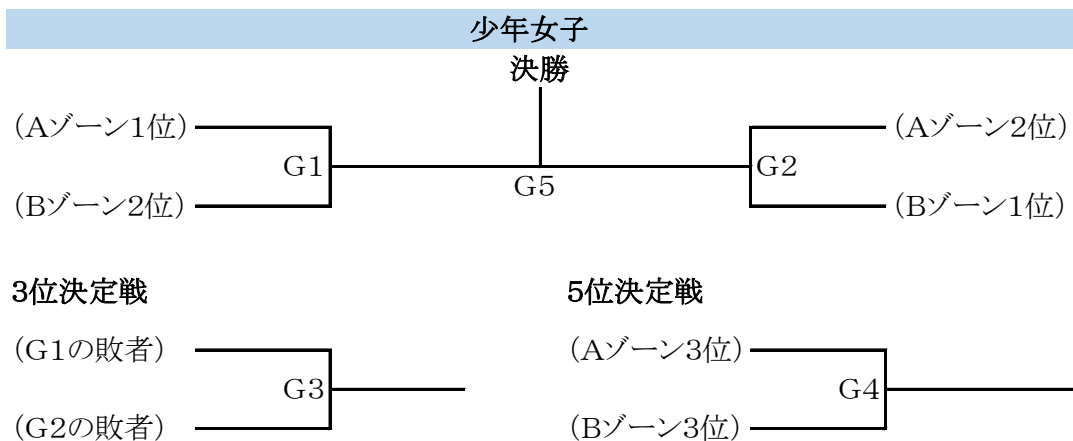 少年女子
決勝
(Aゾーン1位)
(Aゾーン2位)
G1
G2
G5
(Bゾーン2位)
(Bゾーン1位)
3位決定戦
5位決定戦
(G1の敗者)
(Aゾーン3位)
G3
G4
(G2の敗者)
(Bゾーン3位)